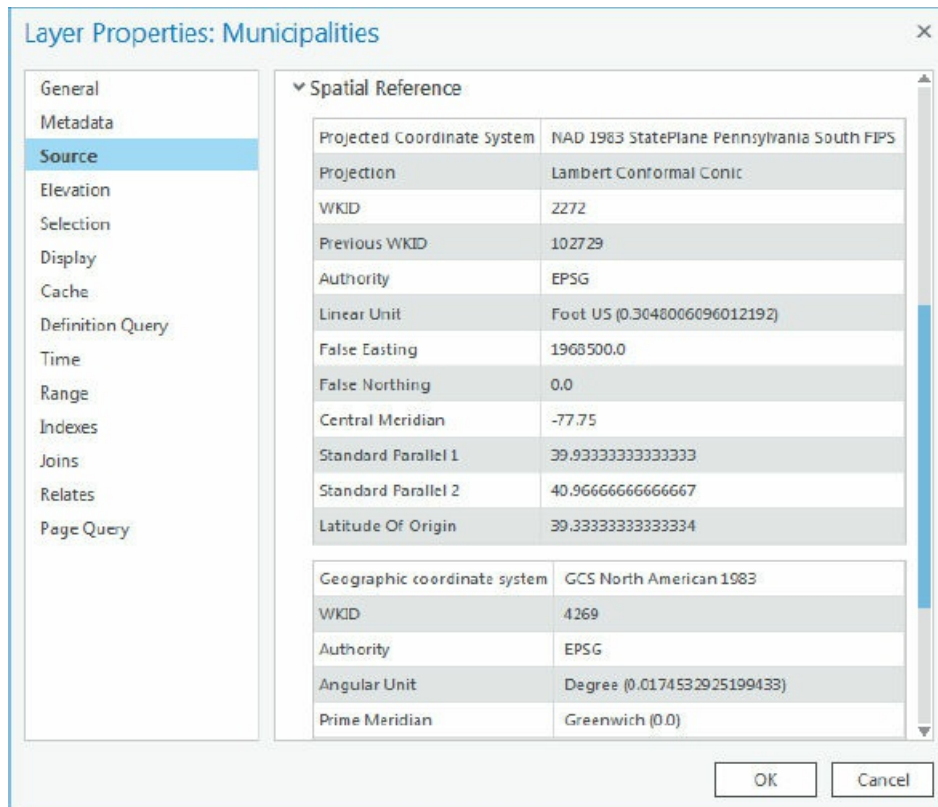 Layer Properties: Municipalities
General
Metadata
Source
Elevation
Selection
Display
Cache
Definition Query
Time
Range
Indexes
Joins
Relates
Page Query
Spatial Reference
Projected Coordinate System NAD 1983 StatePlane Pennsylvania South FIPS
Projection Lambert Conformal Conic
WKID 2272
Previous WKID 102729
Authority EPSG
Linear Unit Foot US (0.3048006096012192)
False Easting 1968500.0
False Northing 0.0
Central Meridian -77.75
Standard Parallel 1 39.93333333333333
Standard Parallel 2 40.96666666666667
Latitude Of Origin 39.33333333333334
Geographic coordinate system GCS North American 1983
WKID 4269
Authority EPSG
Angular Unit Degree (0.0174532925199433)
Prime Meridian Greenwich (0.0)
OK Cancel